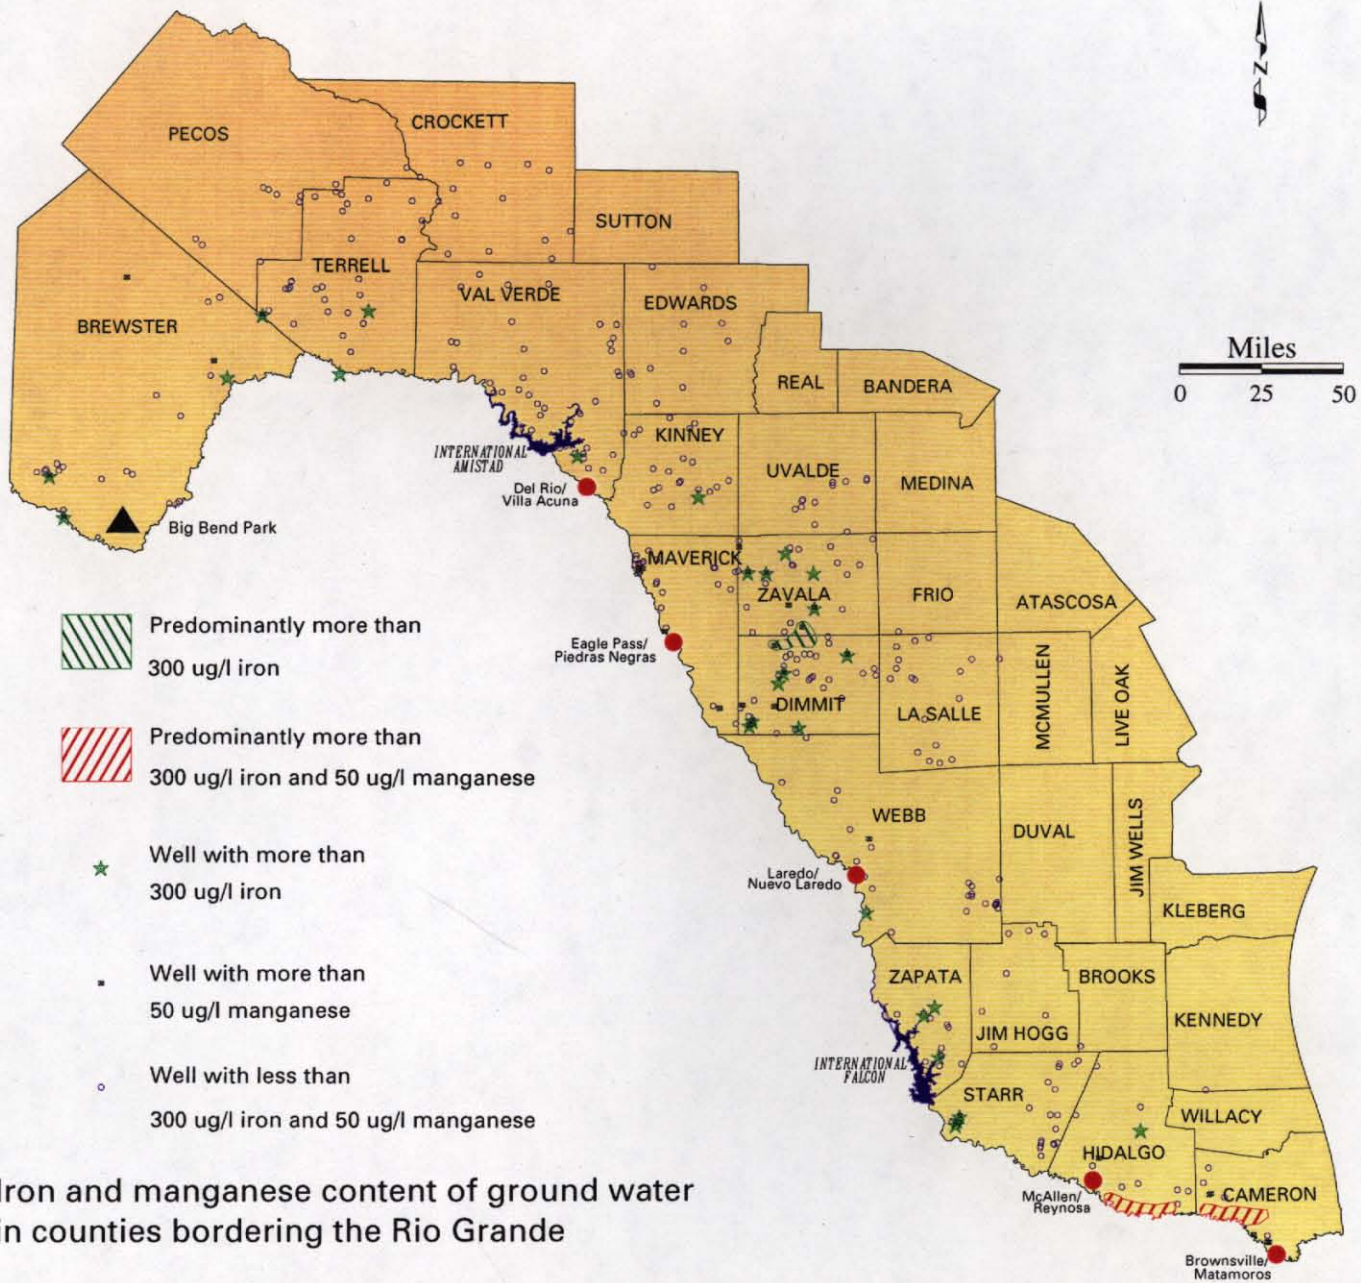 N
PECOS
CROCKETT
SUTTON
TERRELL
VAL VERDE
EDWARDS
BREWSTER
Miles
0 25 50
REAL
BANDERA
KINNEY
INTERNATIONAL
AMISTAD
UVALDE
MEDINA
Del Rio/
Villa Acuna
Big Bend Park
MAVERICK
ZAVALA
FRIO
ATASCOSA
Eagle Pass/
Piedras Negras
MCMULLEN
LIVE OAK
DIMMIT
LA SALLE
WEBB
DUVAL
JIM WELLS
Laredo/
Nuevo Laredo
KLEBERG
ZAPATA
BROOKS
JIM HOGG
KENNEDY
INTERNATIONAL
FALCON
STARR
WILLACY
HIDALGO
McAllen/
Reynosa
CAMERON
Brownsville/
Matamoros
Predominantly more than
300 ug/l iron
Predominantly more than
300 ug/l iron and 50 ug/l manganese
Well with more than
300 ug/l iron
Well with more than
50 ug/l manganese
Well with less than
300 ug/l iron and 50 ug/l manganese
Iron and manganese content of ground water
in counties bordering the Rio Grande